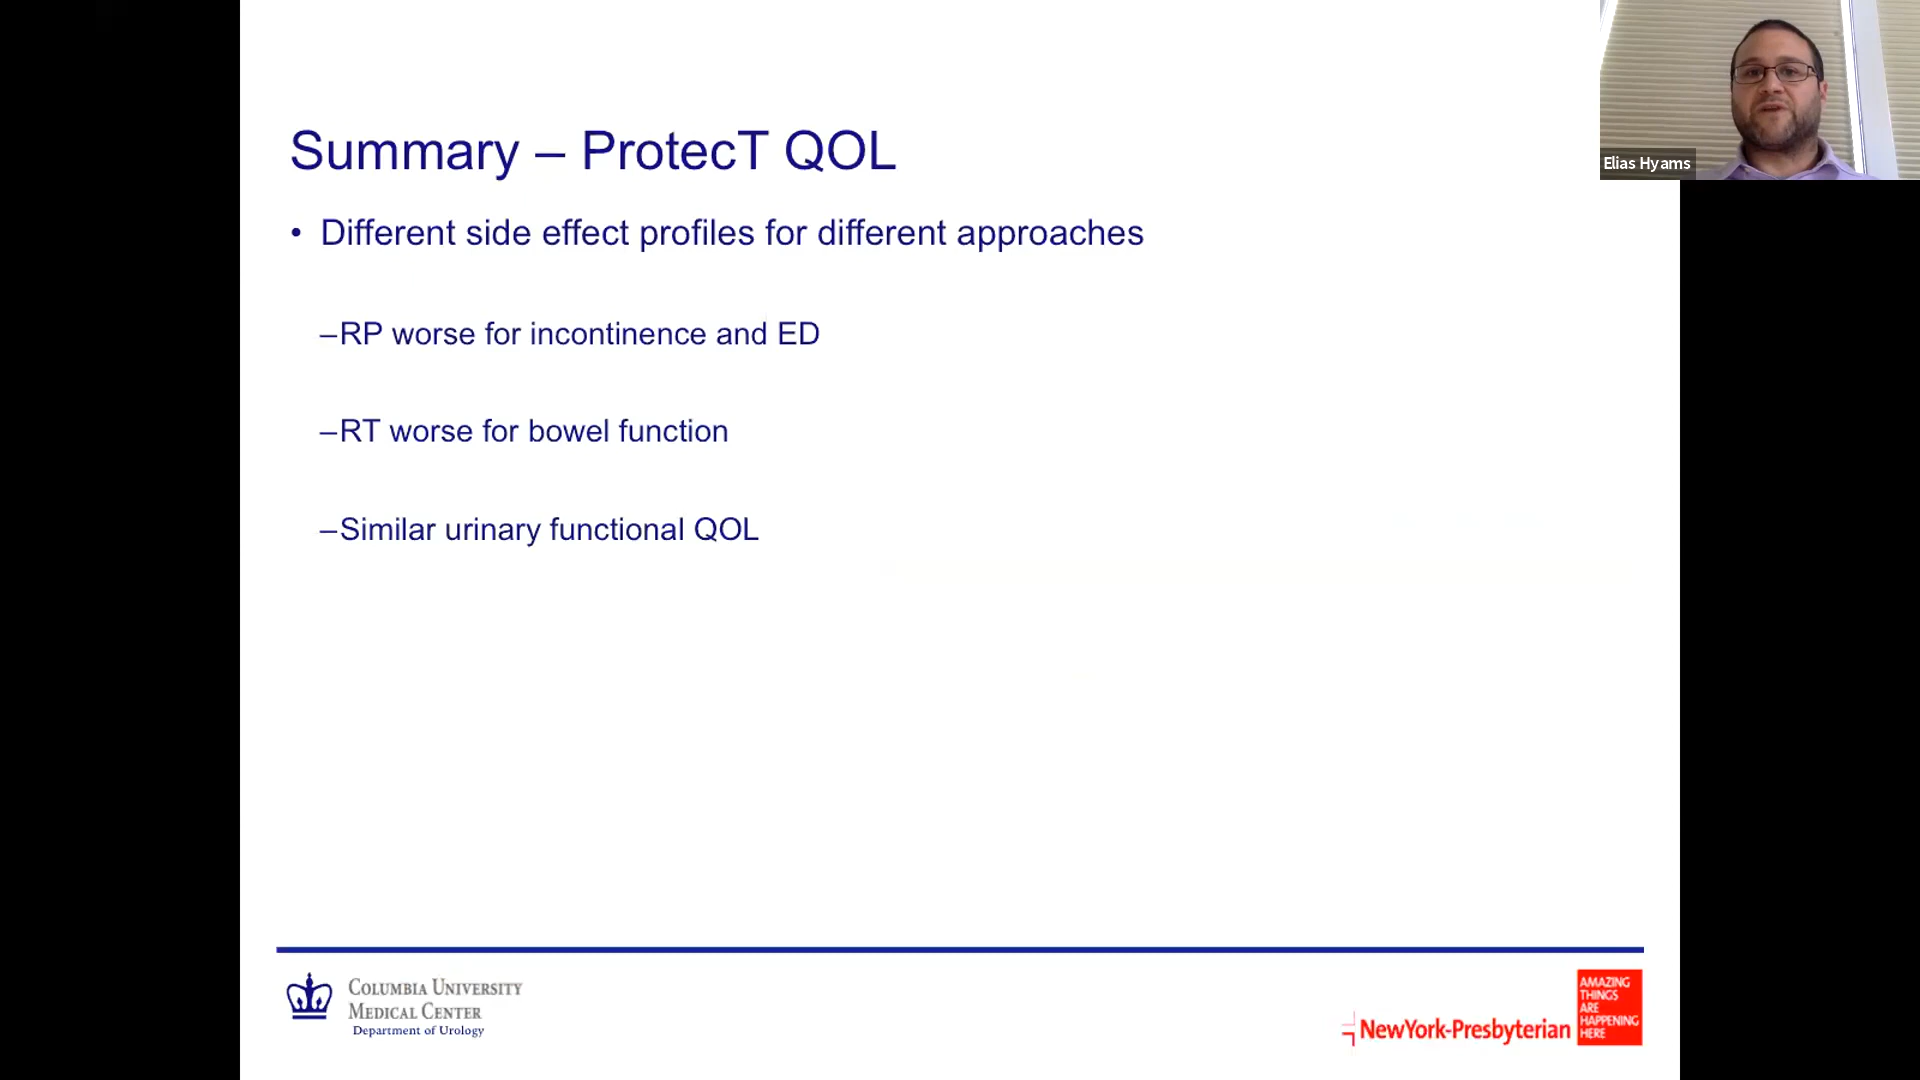 Elias Hyams
Summary – ProtecT QOL
• Different side effect profiles for different approaches
–RP worse for incontinence and ED
–RT worse for bowel function
–Similar urinary functional QOL
COLUMBIA UNIVERSITY
MEDICAL CENTER
Department of Urology
NewYork-Presbyterian
AMAZING
THINGS
ARE
HAPPENING
HERE